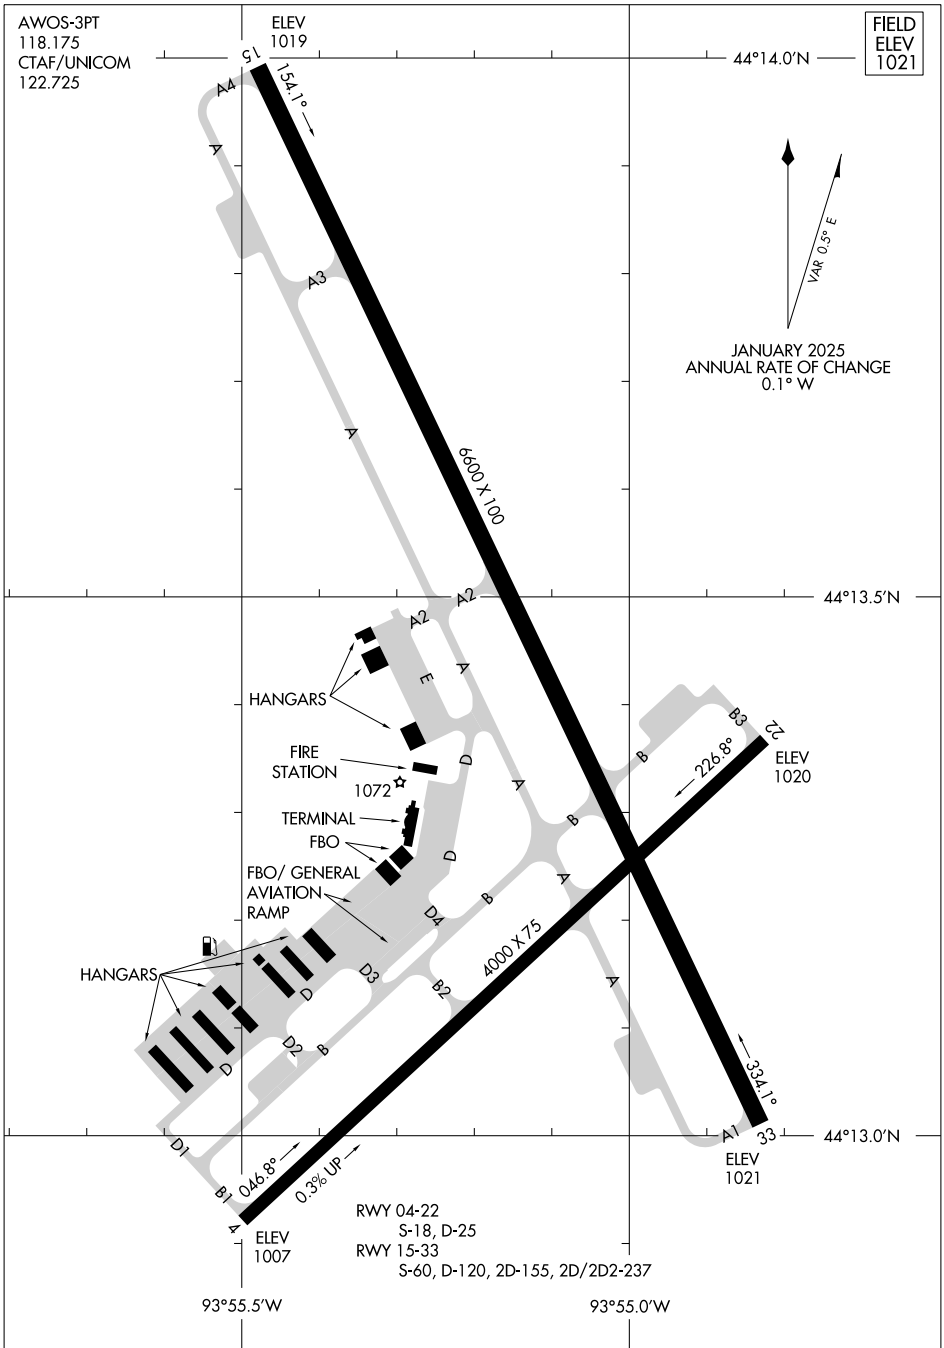 AWOS-3PT
118.175
CTAF/UNICOM
122.725
ELEV
1019
FIELD
ELEV
1021
15
44°14.0'N
A4
154.1°
A
VAR 0.5° E
A3
JANUARY 2025
ANNUAL RATE OF CHANGE
0.1° W
A
6600 X 100
A2
44°13.5'N
A2
A
E
HANGARS
B3
22
FIRE
STATION
D
B
226.8°
ELEV
1020
1072
A
TERMINAL
B
FBO
D
FBO/ GENERAL
AVIATION
RAMP
A
B
D4
4000 X 75
HANGARS
D3
B2
A
D
D2
B
D
334.1°
A1
33
44°13.0'N
D1
ELEV
1021
046.8°
0.3% UP
B1
4
ELEV
1007
RWY 04-22
S-18, D-25
RWY 15-33
S-60, D-120, 2D-155, 2D/2D2-237
93°55.5'W
93°55.0'W